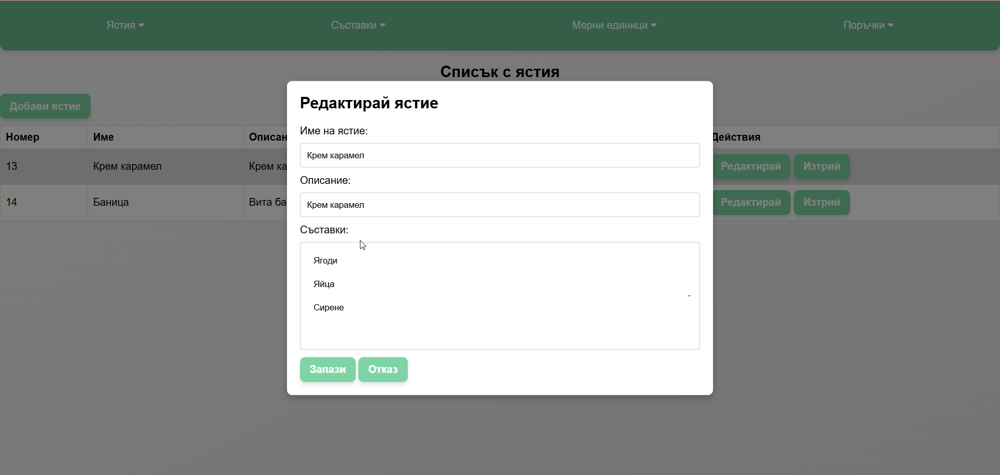 Ястия Съставки Мерни единици Поръчки
Списък с ястия
Добави ястие
Номер Име Описан Действия
13 Крем карамел Крем ка Редактирай Изтрий
14 Баница Вита ба Редактирай Изтрий
Редактирай ястие
Име на ястие:
Крем карамел
Описание:
Крем карамел
Съставки:
Ягоди
Яйца
Сирене
Запази Отказ